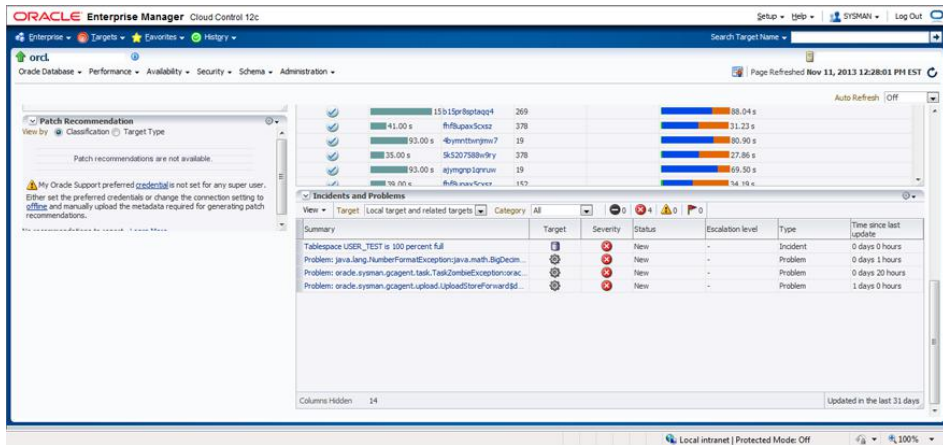 ORACLE Enterprise Manager Cloud Control 12c
Setup Help SYSMAN Log Out
Enterprise Targets Favorites History Search Target Name
orcl.
Oracle Database Performance Availability Security Schema Administration Page Refreshed Nov 11, 2013 12:28:01 PM EST
Auto Refresh Off
Patch Recommendation
View by Classification Target Type
Patch recommendations are not available.
My Oracle Support preferred credential is not set for any super user.
Either set the preferred credentials or change the connection setting to
offline and manually upload the metadata required for generating patch
recommendations.
15b15pr8sptaqq4 269 88.04 s
41.00 s fhf8upax5cxsz 378 31.23 s
93.00 s 4bymnttwnjmw7 19 80.90 s
35.00 s 5k5207588w9ry 378 27.86 s
93.00 s ajymgnp1qnruw 19 69.50 s
39.00 s fhf8upax5cxsz 152 34.19 s
Incidents and Problems
View Target Local target and related targets Category All 0 4 0 0
Summary Target Severity Status Escalation level Type Time since last update
Tablespace USER_TEST is 100 percent full New - Incident 0 days 0 hours
Problem: java.lang.NumberFormatException:java.math.BigDecim... New - Problem 0 days 1 hours
Problem: oracle.sysman.gcagent.task.TaskZombieException:orac... New - Problem 0 days 20 hours
Problem: oracle.sysman.gcagent.upload.UploadStoreForward$d... New - Problem 1 days 0 hours
Columns Hidden 14 Updated in the last 31 days
Local intranet | Protected Mode: Off 100%